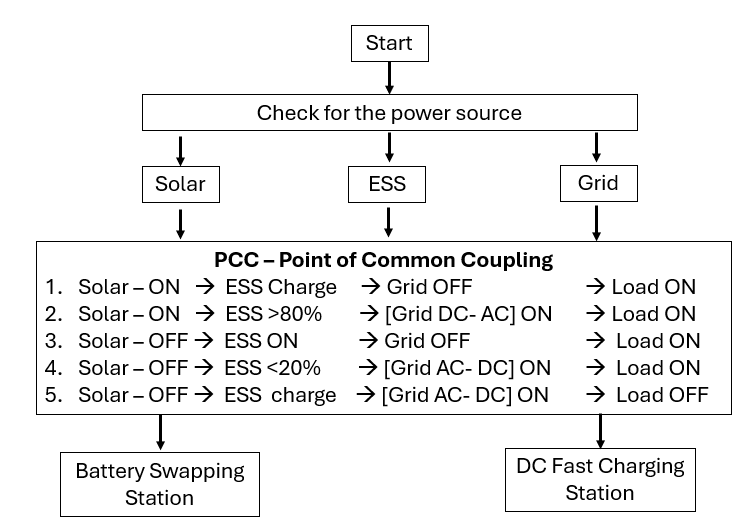 Start
Check for the power source
Solar
ESS
Grid
PCC – Point of Common Coupling
1. Solar – ON → ESS Charge → Grid OFF → Load ON
2. Solar – ON → ESS >80% → [Grid DC- AC] ON → Load ON
3. Solar – OFF → ESS ON → Grid OFF → Load ON
4. Solar – OFF → ESS <20% → [Grid AC- DC] ON → Load ON
5. Solar – OFF → ESS charge → [Grid AC- DC] ON → Load OFF
Battery Swapping
Station
DC Fast Charging
Station